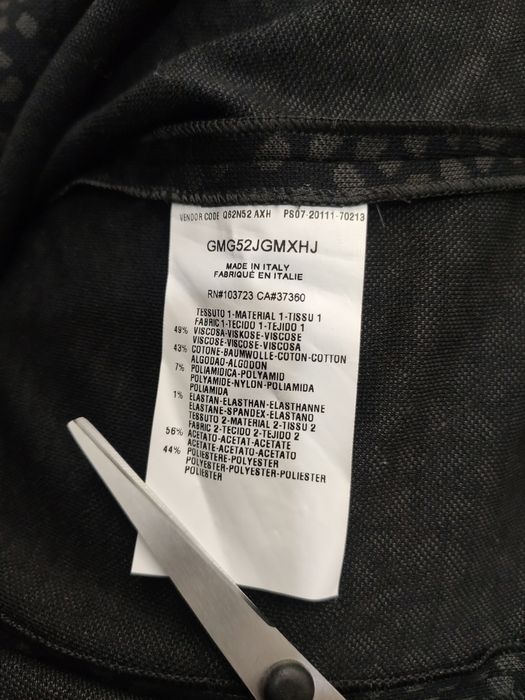 VENDOR CODE Q82N52 AXH PS07-20111-70213
GMG52JGMXHJ
MADE IN ITALY
FABRIQUÉ EN ITALIE
RN#103723 CA#37360
TESSUTO 1-MATERIAL 1-TISSU 1
FABRIC 1-TECIDO 1-TEJIDO 1
49% VISCOSA-VISKOSE-VISCOSE
VISCOSE-VISCOSE-VISCOSA
43% COTONE-BAUMWOLLE-COTON-COTTON
ALGODAO-ALGODON
7% POLIAMIDICA-POLYAMID
POLYAMIDE-NYLON-POLIAMIDA
POLIAMIDA
1% ELASTAN-ELASTHAN-ELASTHANNE
ELASTANE-SPANDEX-ELASTANO
TESSUTO 2-MATERIAL 2-TISSU 2
FABRIC 2-TECIDO 2-TEJIDO 2
56% ACETATO-ACETAT-ACETATE
ACETATE-ACETATO-ACETATO
44% POLIESTERE-POLYESTER
POLYESTER-POLYESTER-POLIESTER
POLIESTER